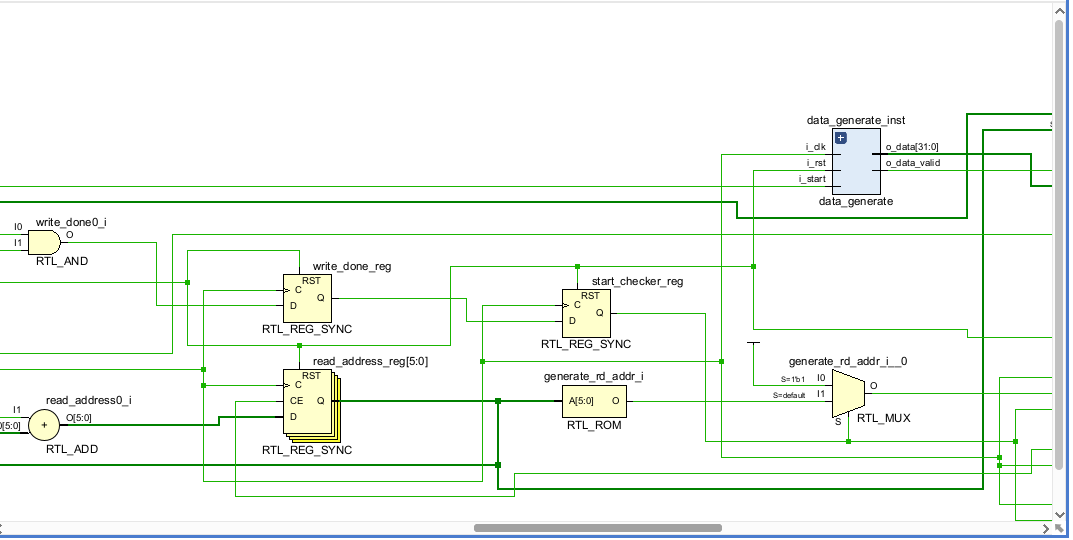 data_generate_inst
i_clk
o_data[31:0]
i_rst
o_data_valid
i_start
data_generate
write_done0_i
I0
O
I1
RTL_AND
write_done_reg
RST
C
Q
D
RTL_REG_SYNC
start_checker_reg
RST
C
Q
D
RTL_REG_SYNC
read_address_reg[5:0]
RST
C
CE
Q
D
RTL_REG_SYNC
generate_rd_addr_i
A[5:0]
O
RTL_ROM
generate_rd_addr_i__0
S=1'b1
I0
O
S=default
I1
S
RTL_MUX
read_address0_i
I1
O[5:0]
+
RTL_ADD